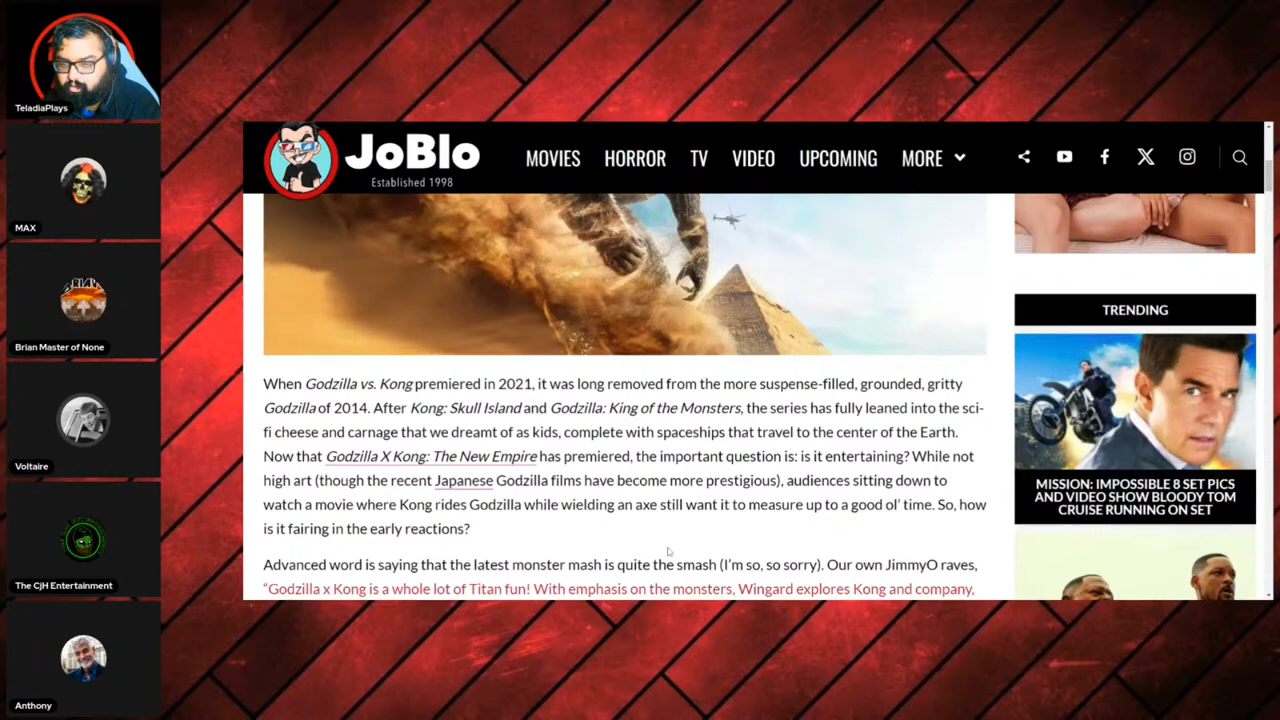 TeladiaPlays
MAX
BRIAN
Brian Master of None
Voltaire
The CJH Entertainment
Anthony
JoBlo
Established 1998
MOVIES HORROR TV VIDEO UPCOMING MORE
When Godzilla vs. Kong premiered in 2021, it was long removed from the more suspense-filled, grounded, gritty
Godzilla of 2014. After Kong: Skull Island and Godzilla: King of the Monsters, the series has fully leaned into the sci-
fi cheese and carnage that we dreamt of as kids, complete with spaceships that travel to the center of the Earth.
Now that Godzilla X Kong: The New Empire has premiered, the important question is: is it entertaining? While not
high art (though the recent Japanese Godzilla films have become more prestigious), audiences sitting down to
watch a movie where Kong rides Godzilla while wielding an axe still want it to measure up to a good ol’ time. So, how
is it fairing in the early reactions?
Advanced word is saying that the latest monster mash is quite the smash (I’m so, so sorry). Our own JimmyO raves,
“Godzilla x Kong is a whole lot of Titan fun! With emphasis on the monsters, Wingard explores Kong and company,
TRENDING
MISSION: IMPOSSIBLE 8 SET PICS
AND VIDEO SHOW BLOODY TOM
CRUISE RUNNING ON SET